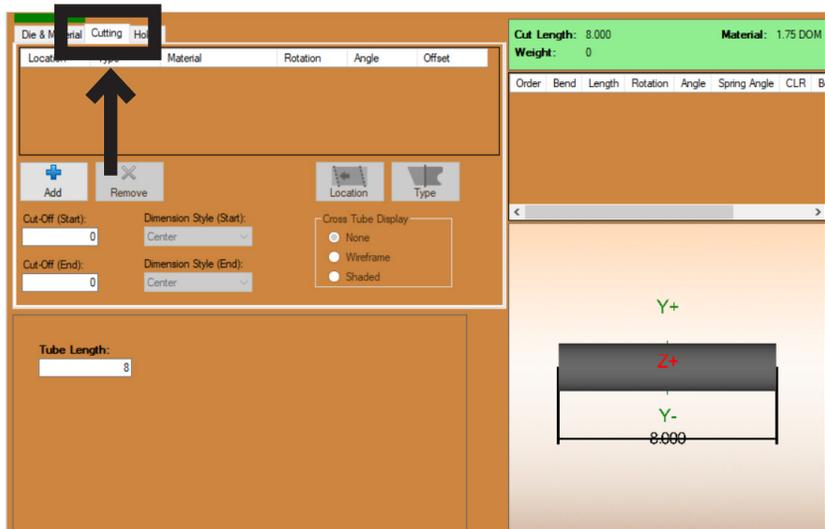 Die & Material Cutting Holes
Location Type Material Rotation Angle Offset
Add Remove Location Type
Cut-Off (Start): Dimension Style (Start): Cross Tube Display
0 Center None
Wireframe
Cut-Off (End): Dimension Style (End):
0 Center Shaded
Tube Length:
8
Cut Length: 8.000 Material: 1.75 DOM
Weight: 0
Order Bend Length Rotation Angle Spring Angle CLR B
Y+
Z+
Y-
8.000